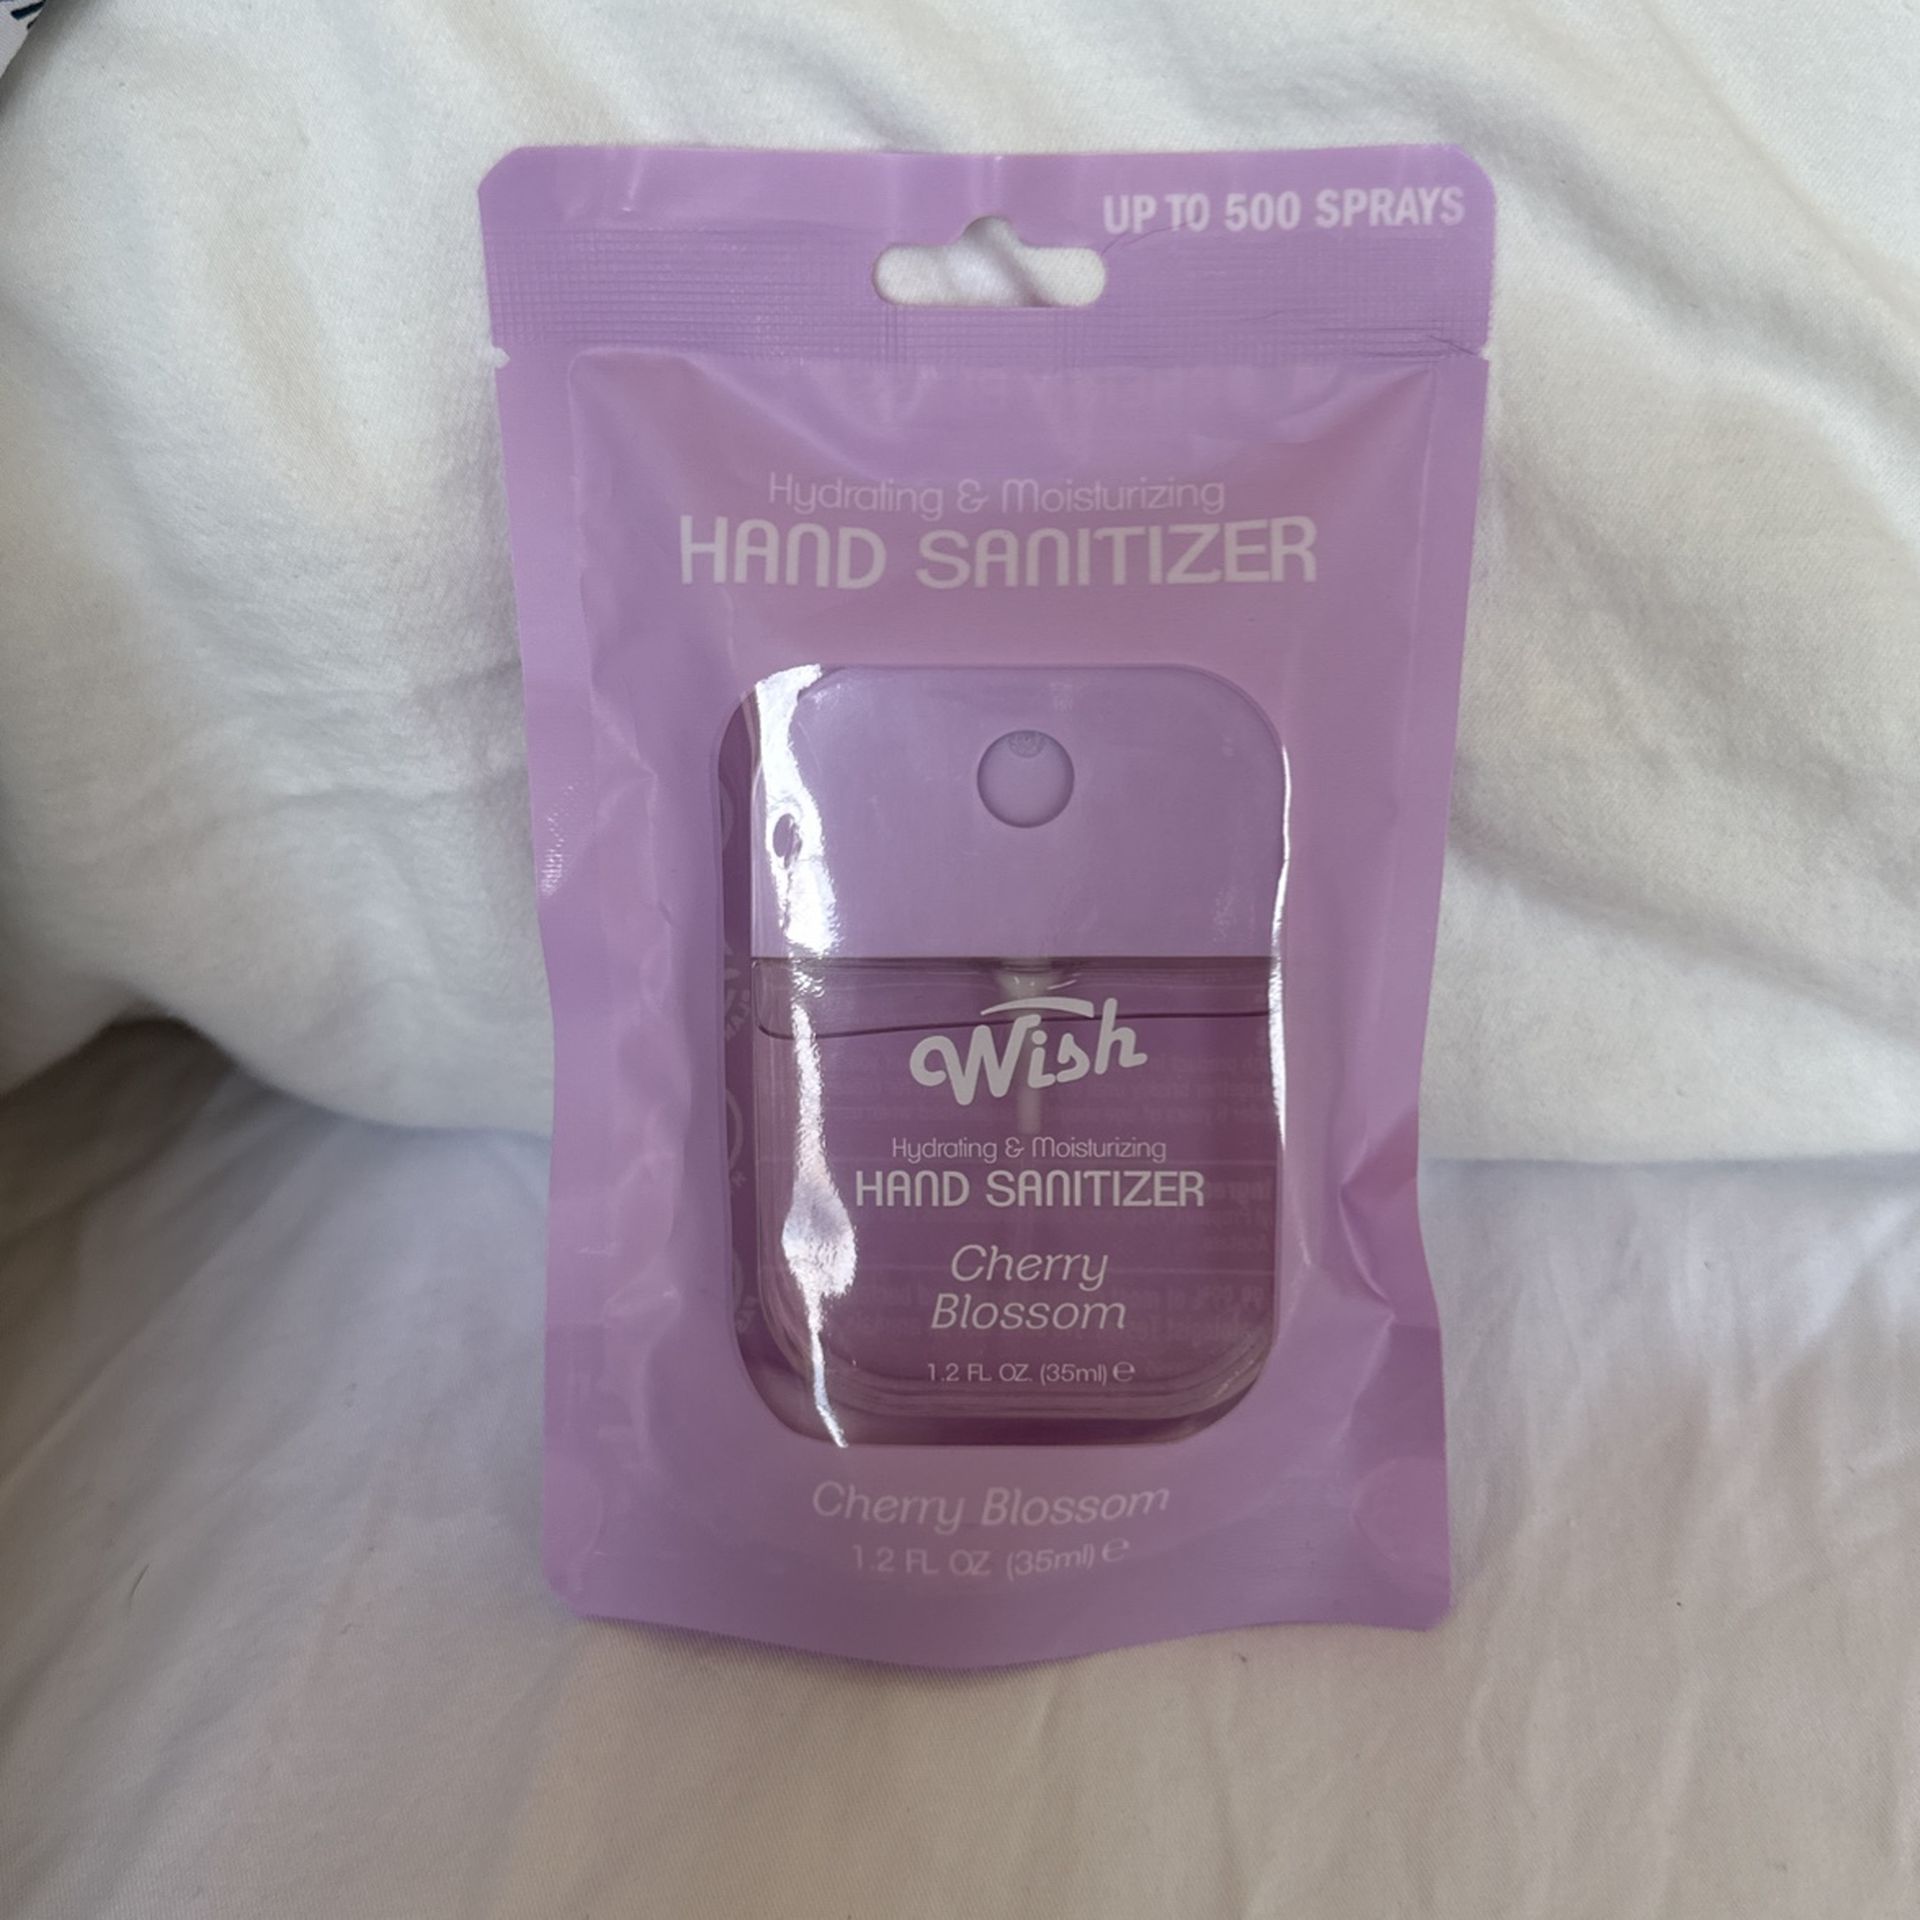 UP TO 500 SPRAYS
Hydrating & Moisturizing
HAND SANITIZER
Wish
Hydrating & Moisturizing
HAND SANITIZER
Cherry
Blossom
1.2 FL OZ. (35ml) ℮
Cherry Blossom
1.2 FL OZ (35ml) ℮